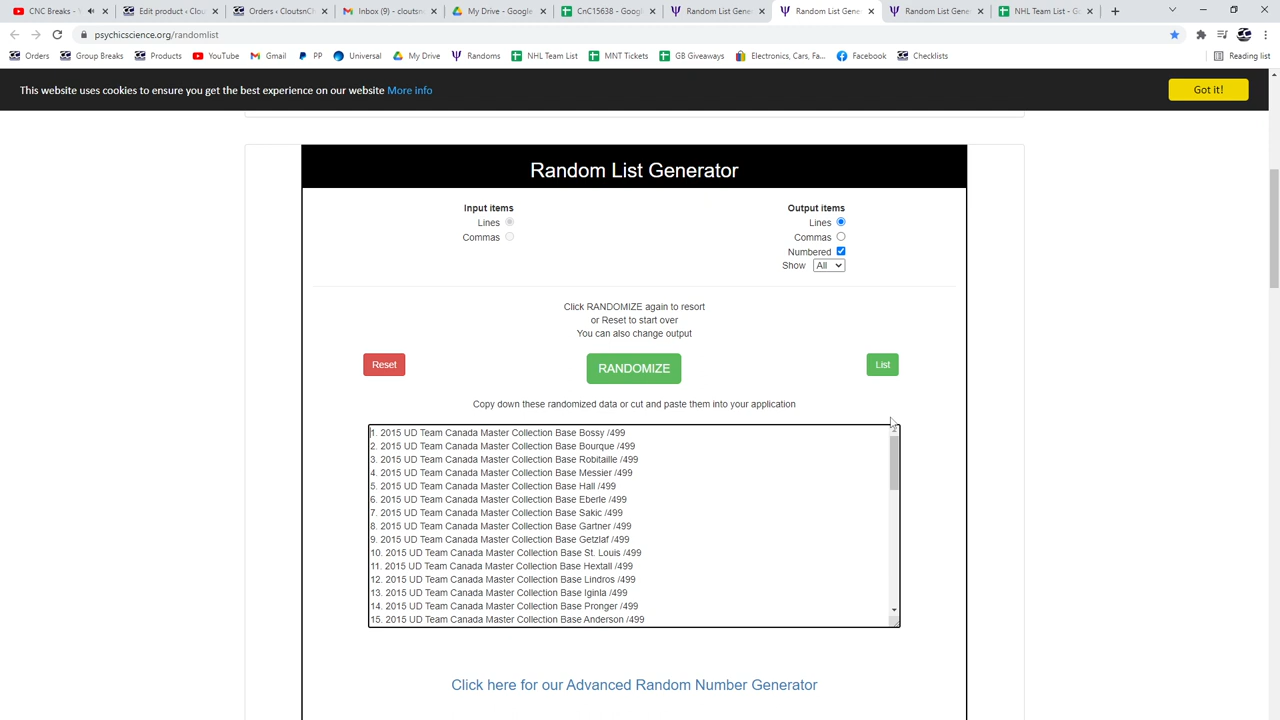 CNC Breaks -
Edit product • Clou
Orders ‹ CloutsnCl
Inbox (9) - cloutsn
My Drive - Google
CnC15638 - Google
Random List Gener
Random List Gener
Random List Gener
NHL Team List - Go
psychicscience.org/randomlist
Orders
Group Breaks
Products
YouTube
Gmail
PP
Universal
My Drive
Randoms
NHL Team List
MNT Tickets
GB Giveaways
Electronics, Cars, Fa...
Facebook
Checklists
Reading list
This website uses cookies to ensure you get the best experience on our website More info
Got it!
Random List Generator
Input items
Lines
Commas
Output items
Lines
Commas
Numbered
Show All
Click RANDOMIZE again to resort
or Reset to start over
You can also change output
Reset
RANDOMIZE
List
Copy down these randomized data or cut and paste them into your application
1. 2015 UD Team Canada Master Collection Base Bossy /499
2. 2015 UD Team Canada Master Collection Base Bourque /499
3. 2015 UD Team Canada Master Collection Base Robitaille /499
4. 2015 UD Team Canada Master Collection Base Messier /499
5. 2015 UD Team Canada Master Collection Base Hall /499
6. 2015 UD Team Canada Master Collection Base Eberle /499
7. 2015 UD Team Canada Master Collection Base Sakic /499
8. 2015 UD Team Canada Master Collection Base Gartner /499
9. 2015 UD Team Canada Master Collection Base Getzlaf /499
10. 2015 UD Team Canada Master Collection Base St. Louis /499
11. 2015 UD Team Canada Master Collection Base Hextall /499
12. 2015 UD Team Canada Master Collection Base Lindros /499
13. 2015 UD Team Canada Master Collection Base Iginla /499
14. 2015 UD Team Canada Master Collection Base Pronger /499
15. 2015 UD Team Canada Master Collection Base Anderson /499
Click here for our Advanced Random Number Generator